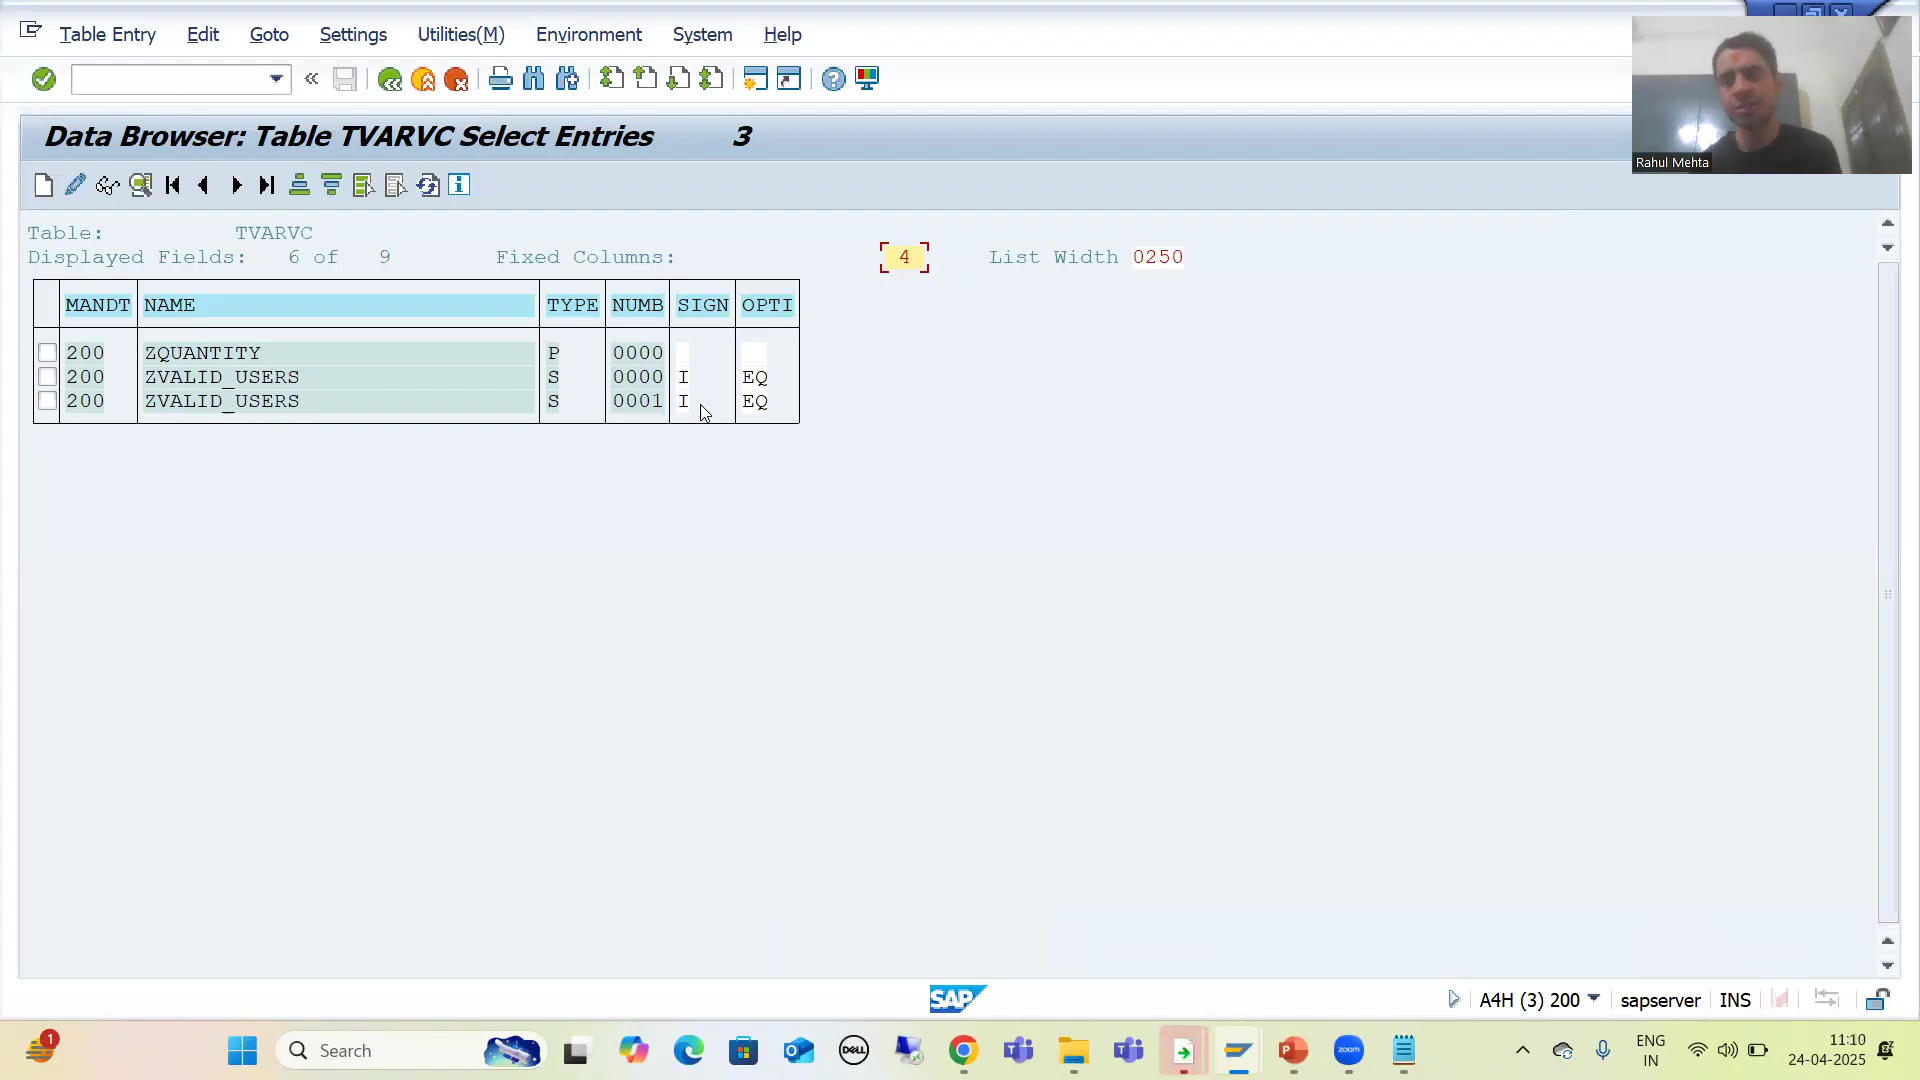 Table Entry Edit Goto Settings Utilities(M) Environment System Help
Data Browser: Table TVARVC Select Entries 3
Rahul Mehta
Table: TVARVC
Displayed Fields: 6 of 9 Fixed Columns: 4 List Width 0250
MANDT NAME TYPE NUMB SIGN OPTI
200 ZQUANTITY P 0000
200 ZVALID_USERS S 0000 I EQ
200 ZVALID_USERS S 0001 I EQ
SAP
A4H (3) 200 sapserver INS
1
Search
DELL
zoom
ENG
IN
11:10
24-04-2025